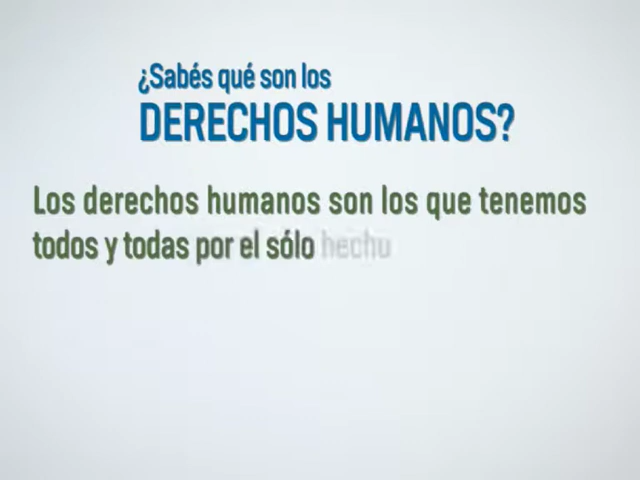 ¿Sabés qué son los
DERECHOS HUMANOS?
Los derechos humanos son los que tenemos
todos y todas por el sólo